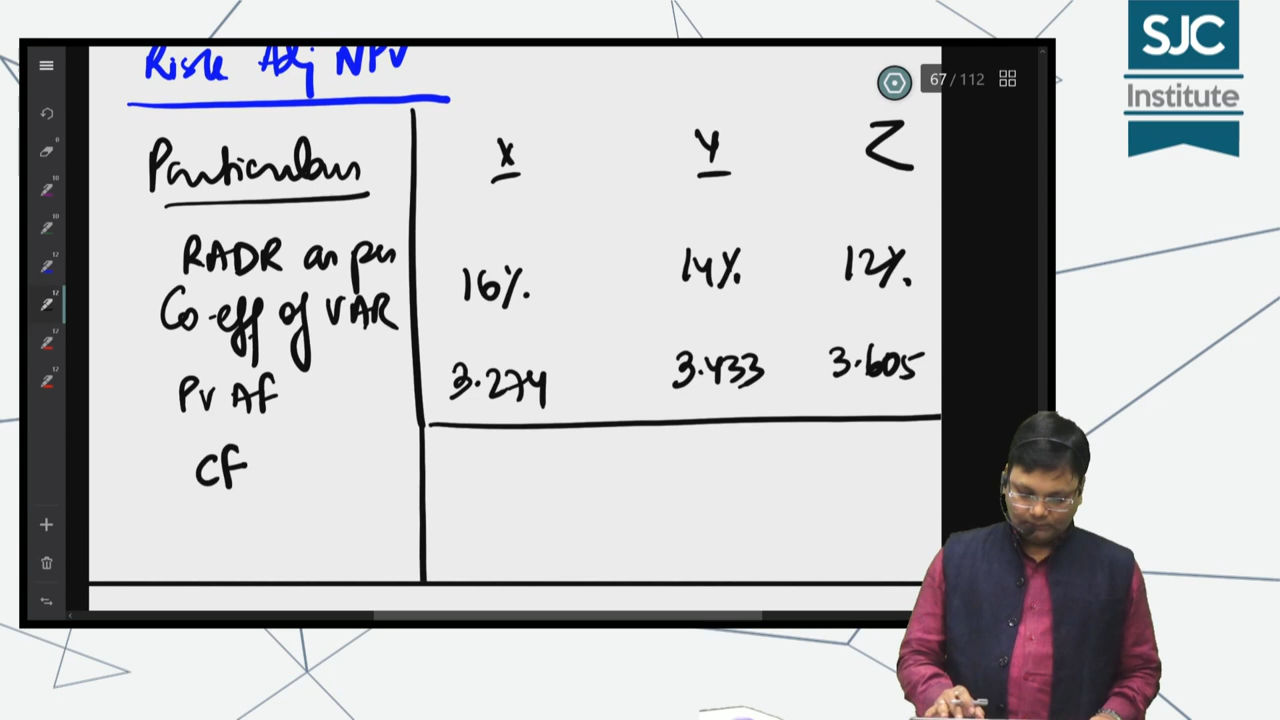 SJC
Institute
Risk Adj NPV
67 / 112
Particulars X Y Z
RADR as per
Co-eff of VAR 16% 14% 12%
PV AF 3.274 3.433 3.605
CF